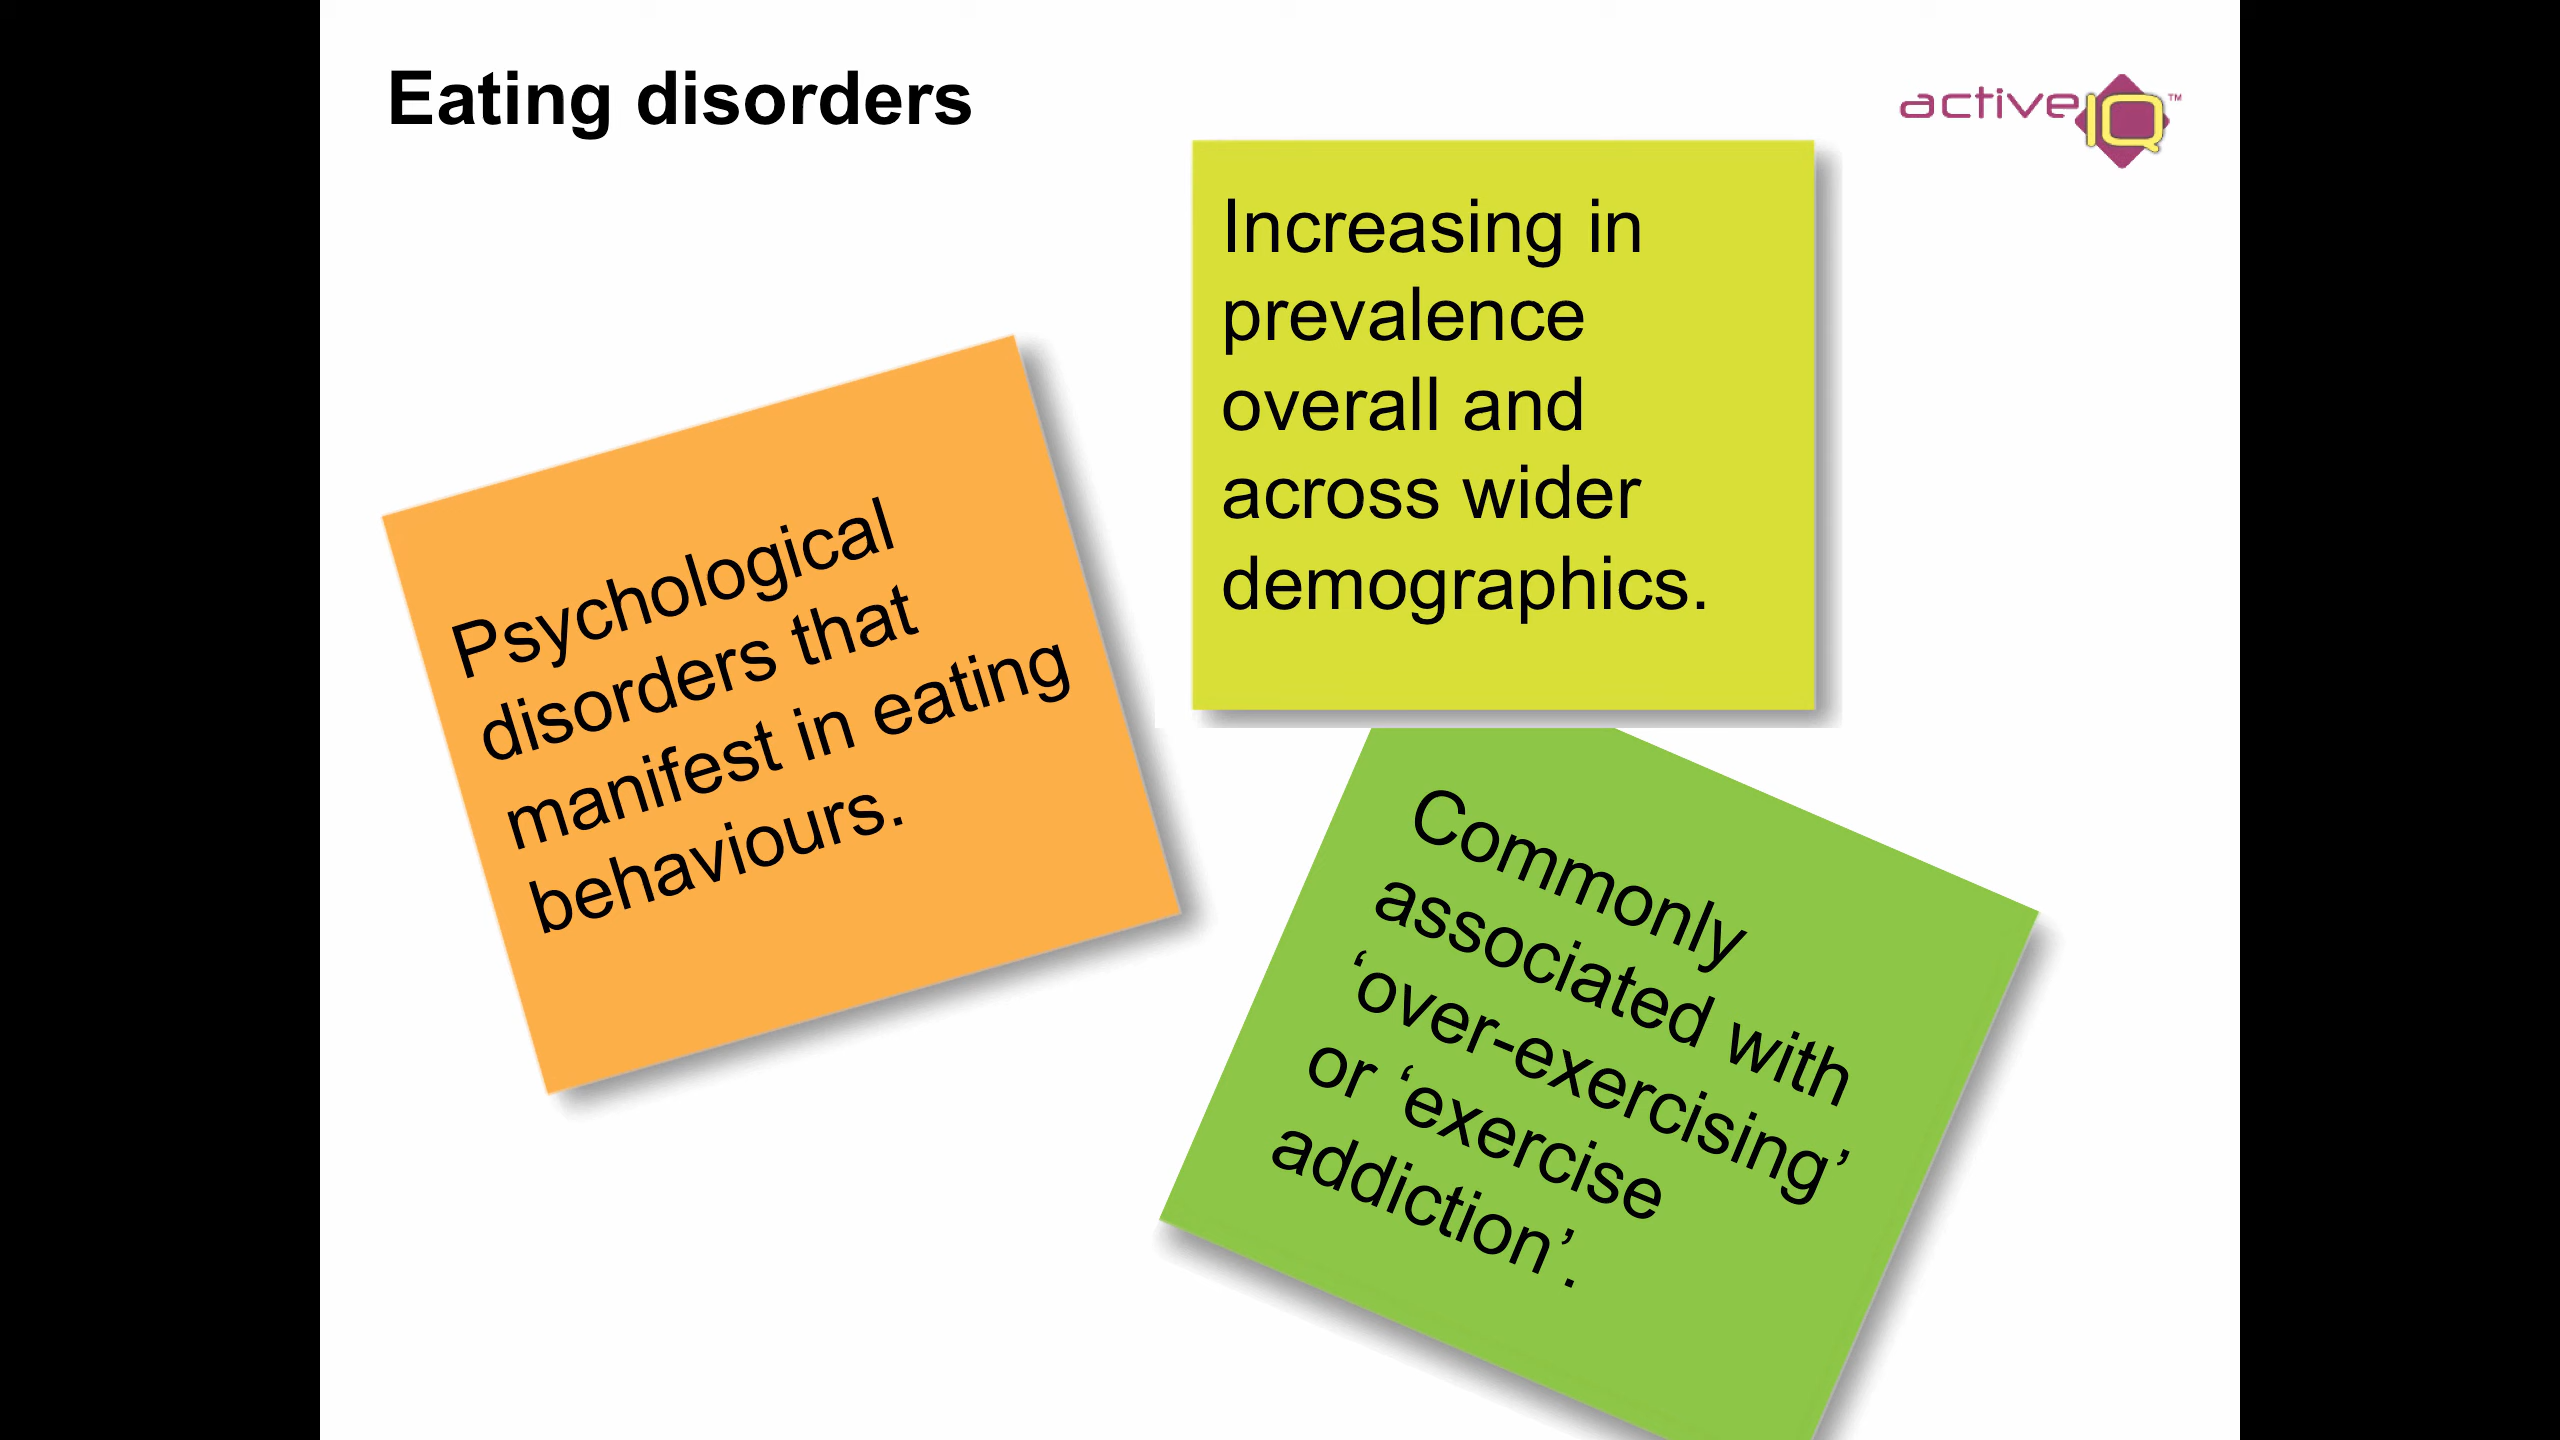 Eating disorders
activeIQ™
Increasing in
prevalence
overall and
across wider
demographics.
Psychological
disorders that
manifest in eating
behaviours.
Commonly
associated with
‘over-exercising’
or ‘exercise
addiction’.